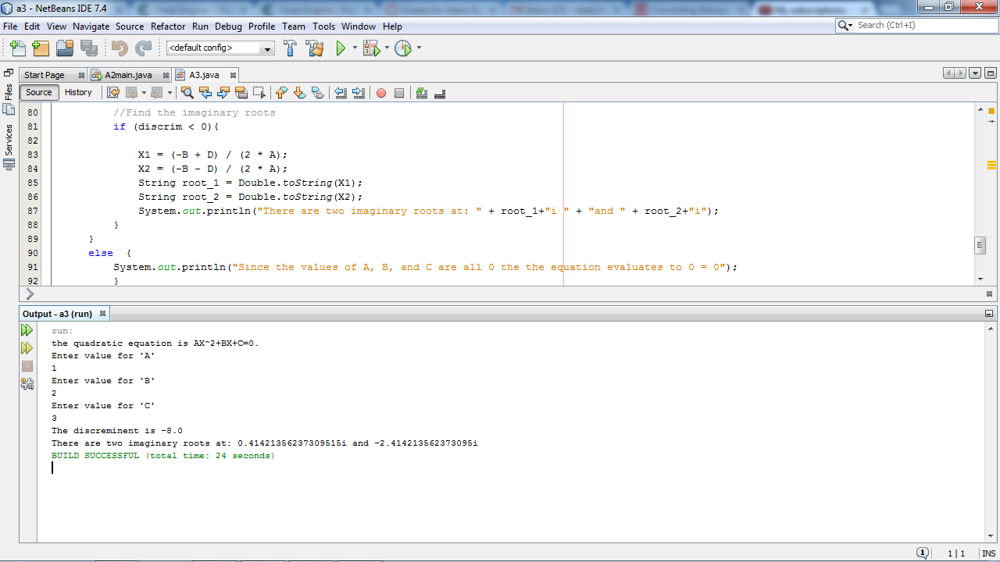 a3 - NetBeans IDE 7.4
File Edit View Navigate Source Refactor Run Debug Profile Team Tools Window Help
Search (Ctrl+I)
<default config>
Start Page A2main.java A3.java
Source History
Files
Services
80 //Find the imaginary roots
81 if (discrim < 0){
82
83 X1 = (-B + D) / (2 * A);
84 X2 = (-B - D) / (2 * A);
85 String root_1 = Double.toString(X1);
86 String root_2 = Double.toString(X2);
87 System.out.println("There are two imaginary roots at: " + root_1+"i " + "and " + root_2+"i");
88 }
89 }
90 else {
91 System.out.println("Since the values of A, B, and C are all 0 the the equation evaluates to 0 = 0");
92 }
Output - a3 (run)
run:
the quadratic equation is AX^2+BX+C=0.
Enter value for 'A'
1
Enter value for 'B'
2
Enter value for 'C'
3
The discreminent is -8.0
There are two imaginary roots at: 0.41421356237309515i and -2.414213562373095i
BUILD SUCCESSFUL (total time: 24 seconds)
1 1 | 1 INS